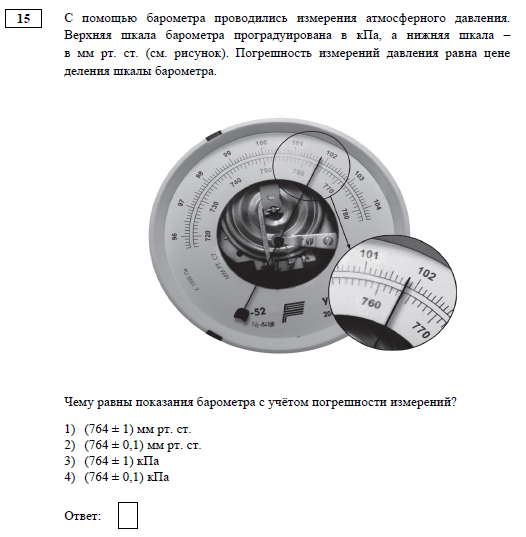 15
С помощью барометра проводились измерения атмосферного давления.
Верхняя шкала барометра проградуирована в кПа, а нижняя шкала –
в мм рт. ст. (см. рисунок). Погрешность измерений давления равна цене
деления шкалы барометра.
96 97 98 99 100 101 102 103 104
720 730 740 750 760 770 780
ММ РТ. СТ.
-52
101 102
760 770
Чему равны показания барометра с учётом погрешности измерений?
1) (764 ± 1) мм рт. ст.
2) (764 ± 0,1) мм рт. ст.
3) (764 ± 1) кПа
4) (764 ± 0,1) кПа
Ответ: